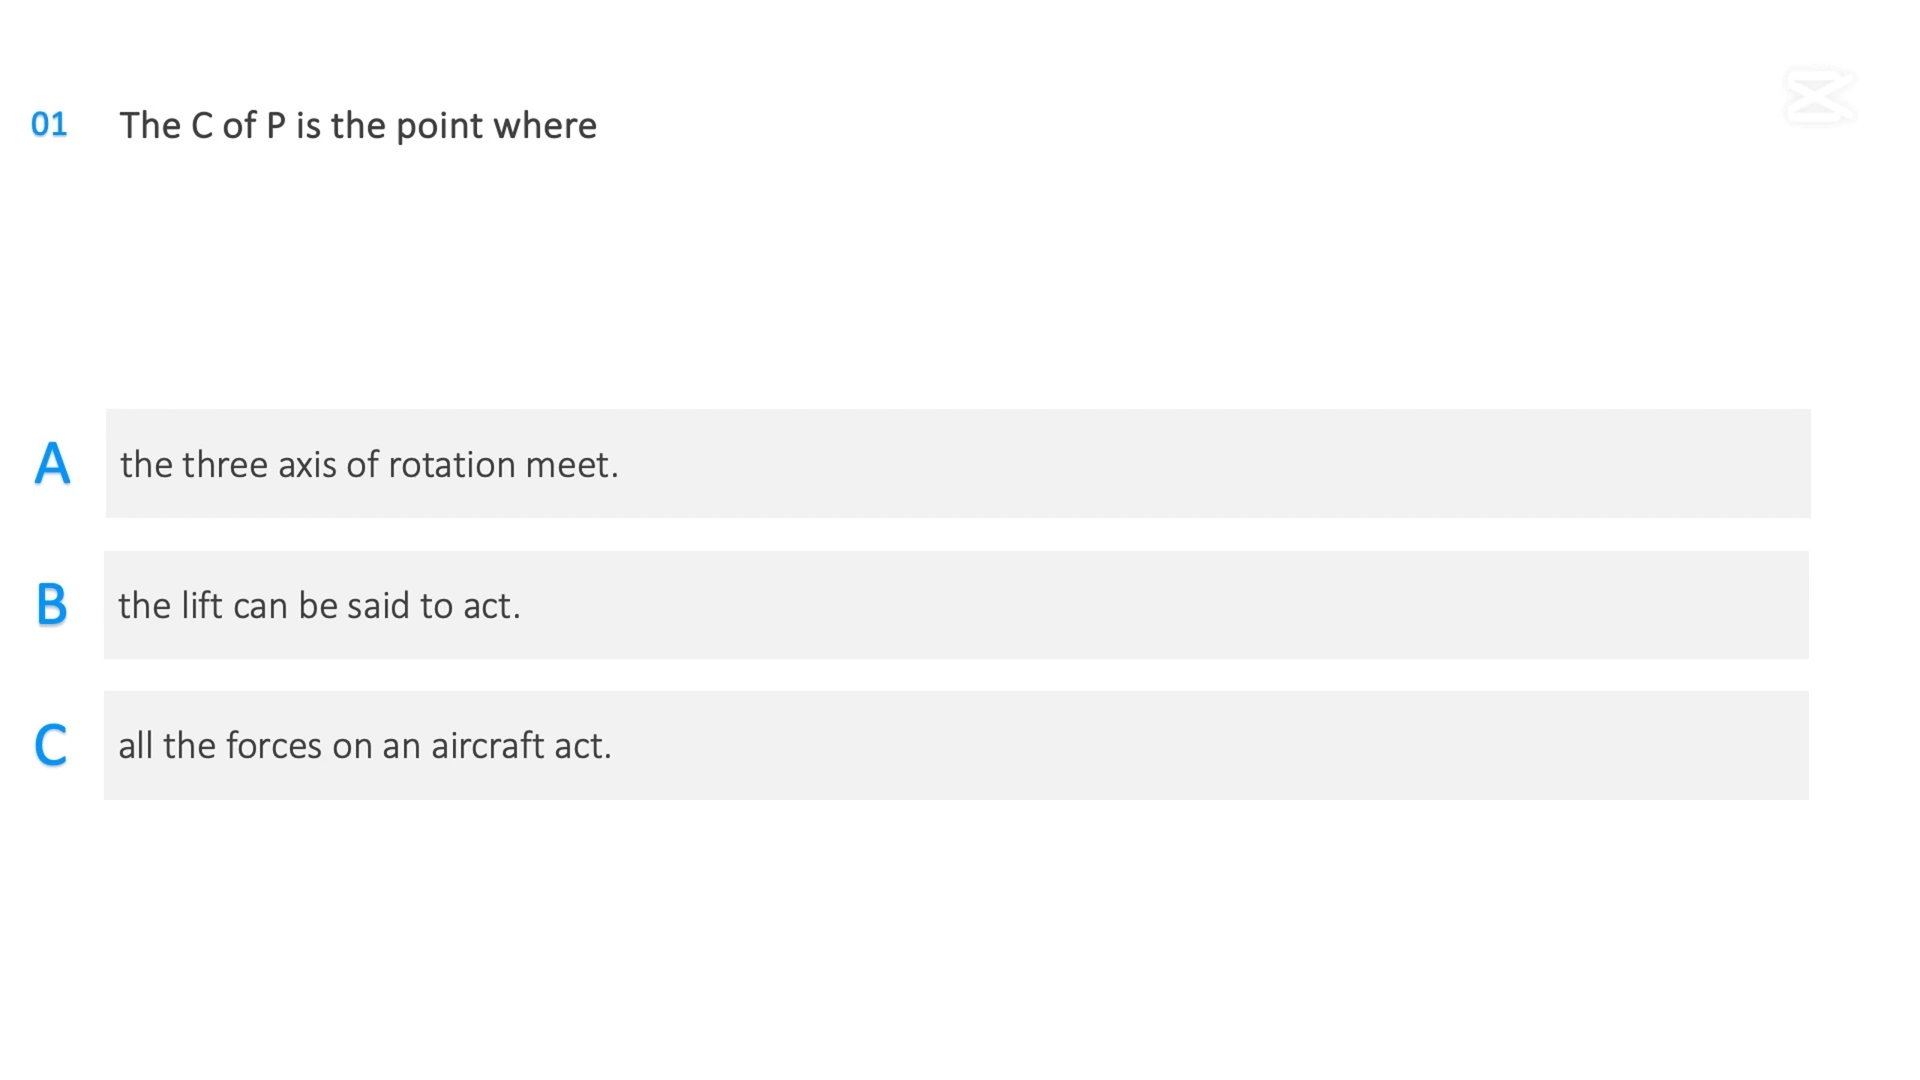 01 The C of P is the point where
A the three axis of rotation meet.
B the lift can be said to act.
C all the forces on an aircraft act.